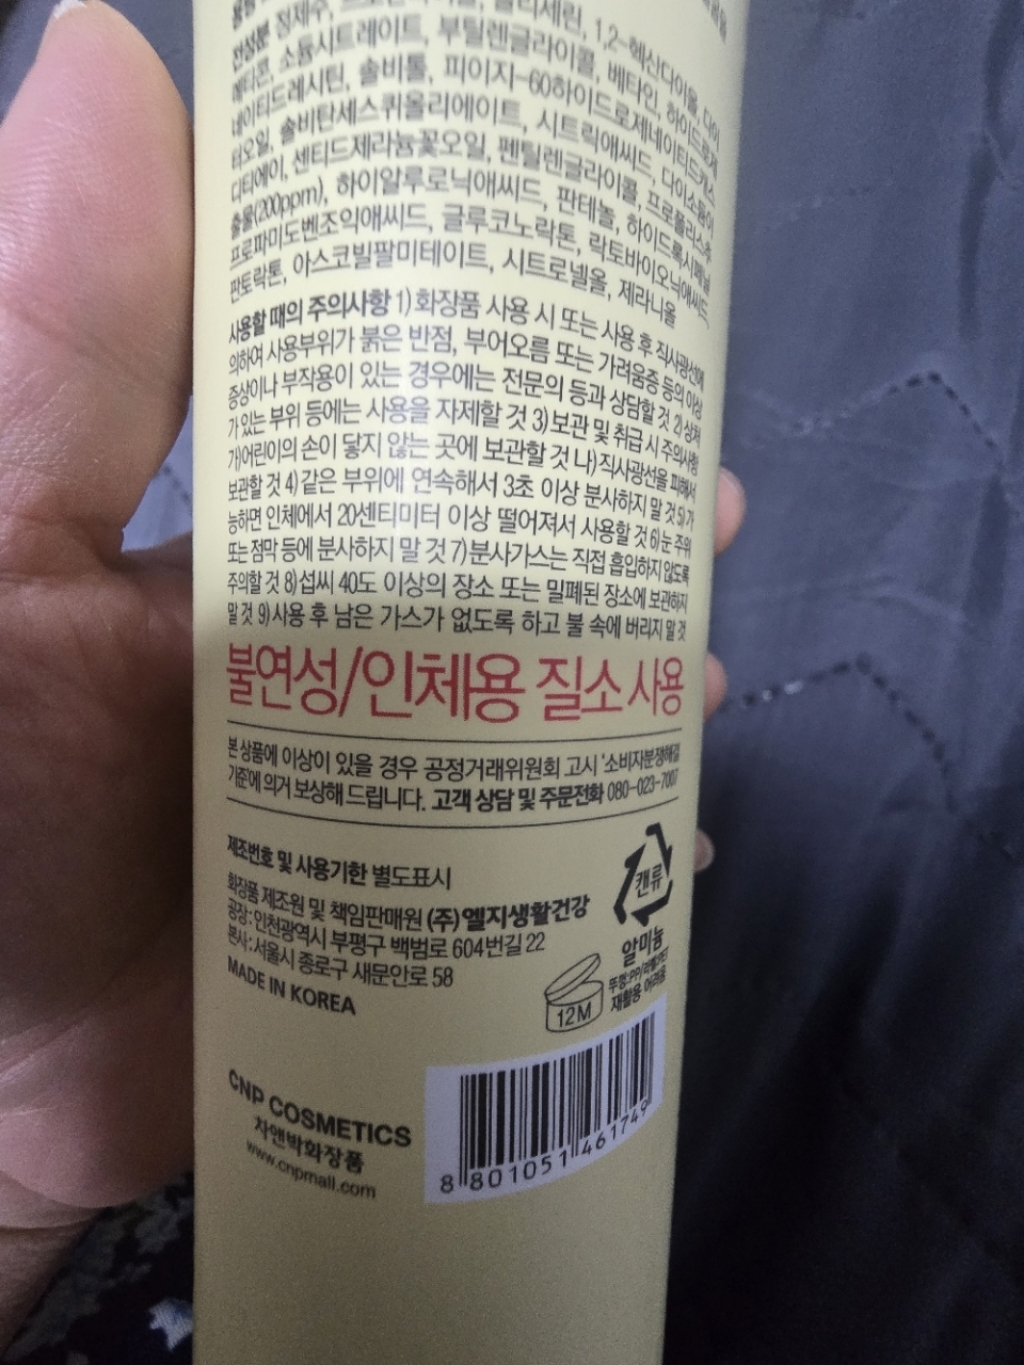 전성분 정제수, 글리세린, 1,2-헥산다이올, 다이
메티콘, 소듐시트레이트, 부틸렌글라이콜, 베타인, 하이드로제
네이티드레시틴, 솔비톨, 피이지-60하이드로제네이티드캐스
터오일, 솔비탄세스퀴올리에이트, 시트릭애씨드, 다이소듐이
디티에이, 센티드제라늄꽃오일, 펜틸렌글라이콜, 프로폴리스추
출물(200ppm), 하이알루로닉애씨드, 판테놀, 하이드록시페닐
프로파미도벤조익애씨드, 글루코노락톤, 락토바이오닉애씨드,
판토락톤, 아스코빌팔미테이트, 시트로넬올, 제라니올
사용할 때의 주의사항 1)화장품 사용 시 또는 사용 후 직사광선에
의하여 사용부위가 붉은 반점, 부어오름 또는 가려움증 등의 이상
증상이나 부작용이 있는 경우에는 전문의 등과 상담할 것 2)상처
가 있는 부위 등에는 사용을 자제할 것 3)보관 및 취급 시 주의사항
가)어린이의 손이 닿지 않는 곳에 보관할 것 나)직사광선을 피해서
보관할 것 4)같은 부위에 연속해서 3초 이상 분사하지 말 것 5)가
능하면 인체에서 20센티미터 이상 떨어져서 사용할 것 6)눈 주위
또는 점막 등에 분사하지 말 것 7)분사가스는 직접 흡입하지 않도록
주의할 것 8)섭씨 40도 이상의 장소 또는 밀폐된 장소에 보관하지
말 것 9)사용 후 남은 가스가 없도록 하고 불 속에 버리지 말 것
불연성/인체용 질소 사용
본 상품에 이상이 있을 경우 공정거래위원회 고시 '소비자분쟁해결
기준에 의거 보상해 드립니다. 고객 상담 및 주문전화 080-023-7007
제조번호 및 사용기한 별도표시
화장품 제조원 및 책임판매원 (주)엘지생활건강
공장:인천광역시 부평구 백범로 604번길 22
본사:서울시 종로구 새문안로 58
MADE IN KOREA
캔류
알미늄
재활용 어려움
12M
CNP COSMETICS
차앤박화장품
www.cnpmall.com
8 801051 461749